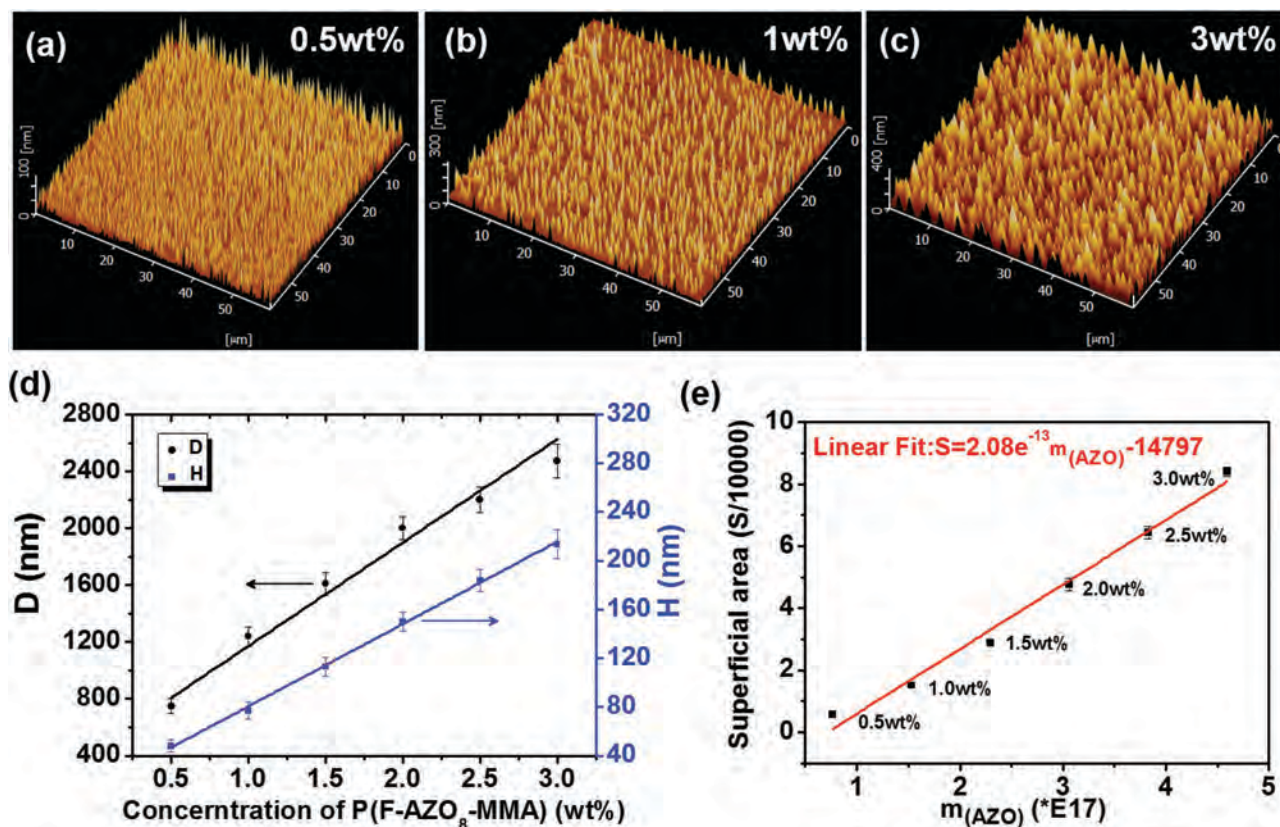 (a) 0.5wt%
100 [nm]
0
10
20
30
40
50
[μm]
0
10
20
30
40
50
(b) 1wt%
300 [nm]
0
10
20
30
40
50
[μm]
0
10
20
30
40
50
(c) 3wt%
400 [nm]
0
10
20
30
40
50
[μm]
0
10
20
30
40
50
(d)
D (nm)
2800
2400
2000
1600
1200
800
400
D
H
320
280
240
200
160
120
80
40
H (nm)
0.5 1.0 1.5 2.0 2.5 3.0
Concerntration of P(F-AZO₈-MMA) (wt%)
(e)
Superficial area (S/10000)
10
8
6
4
2
0
Linear Fit:S=2.08e⁻¹³m(AZO)-14797
3.0wt%
2.5wt%
2.0wt%
1.5wt%
1.0wt%
0.5wt%
1 2 3 4 5
m(AZO) (*E17)